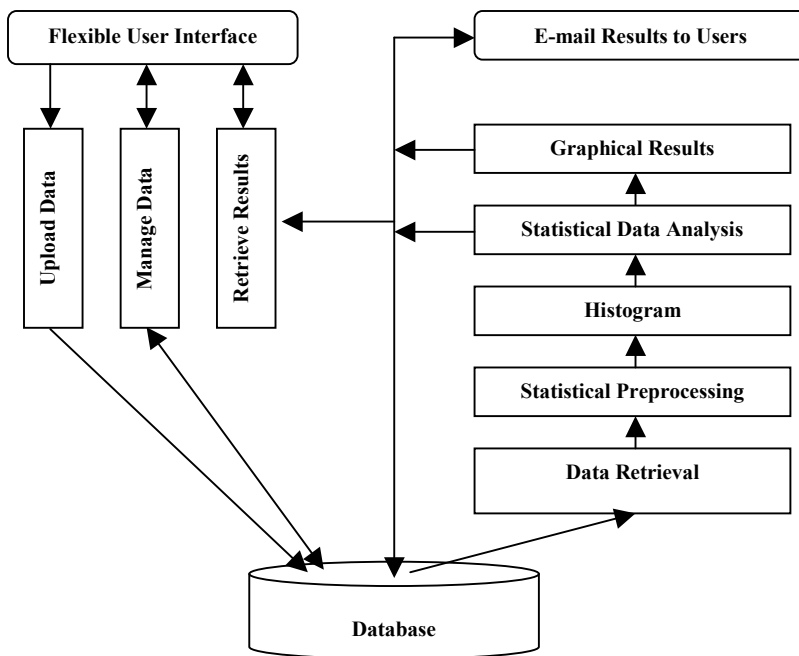 Flexible User Interface
E-mail Results to Users
Upload Data
Manage Data
Retrieve Results
Graphical Results
Statistical Data Analysis
Histogram
Statistical Preprocessing
Data Retrieval
Database